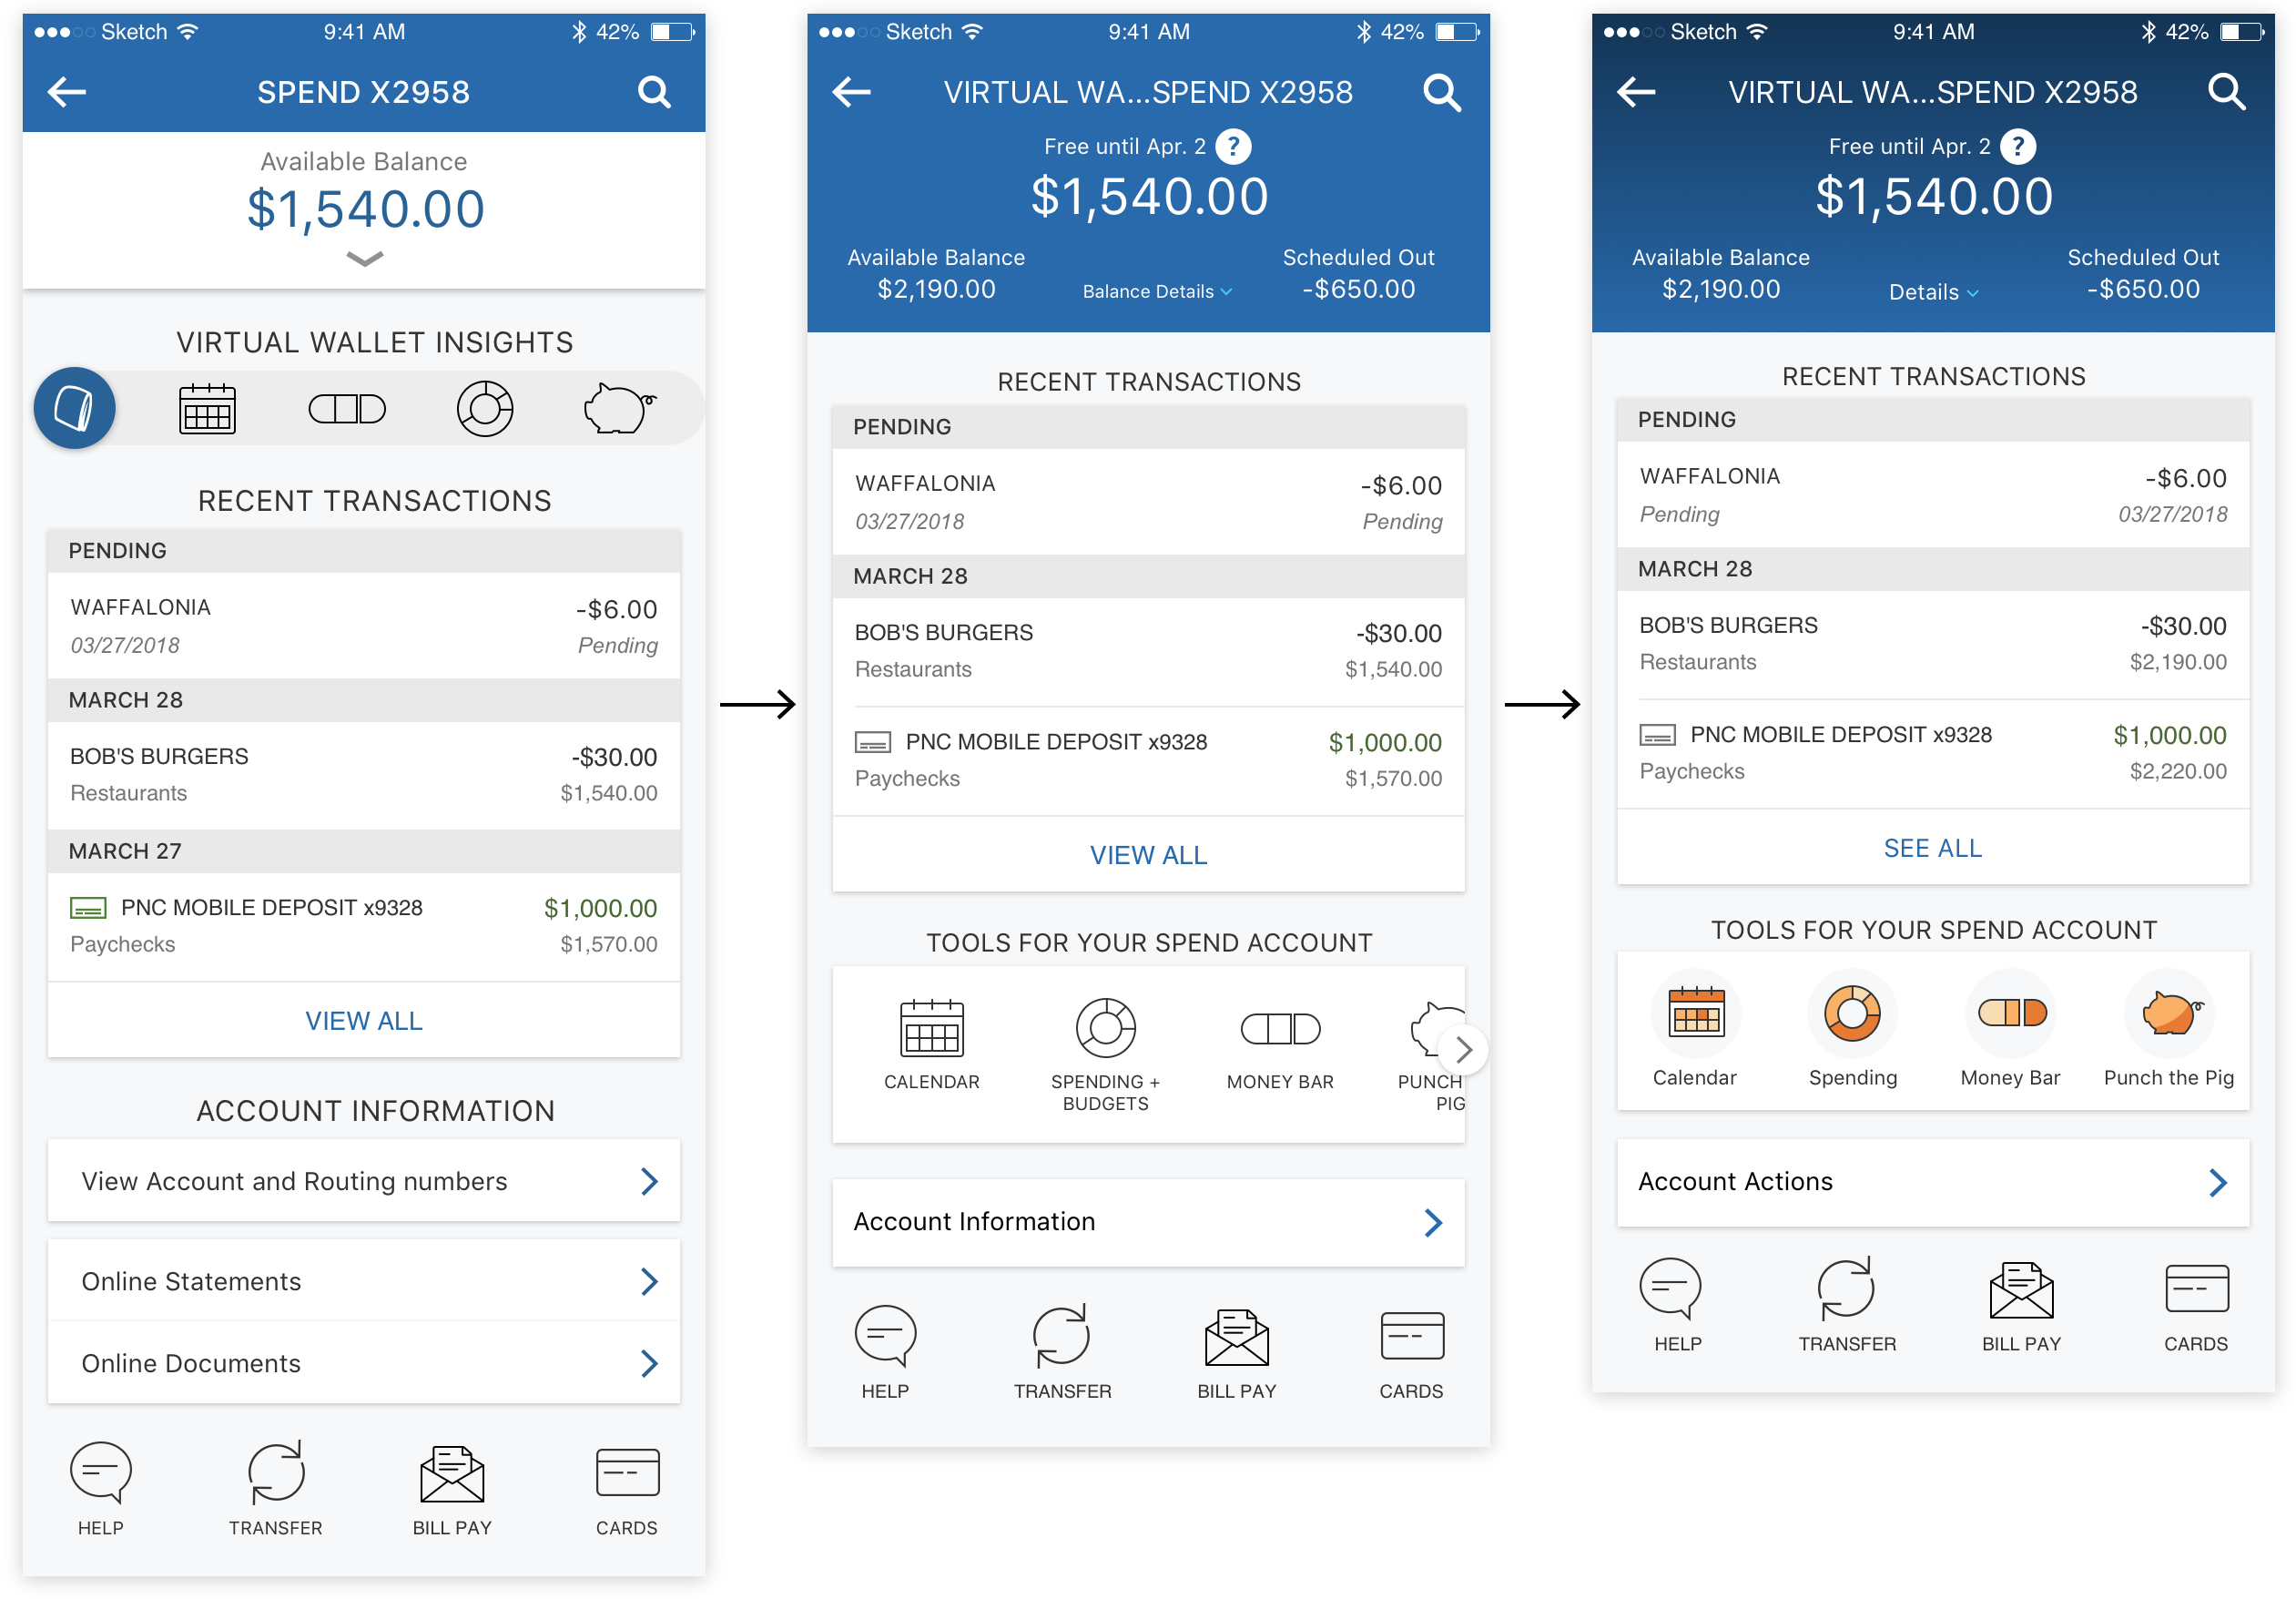 Sketch 9:41 AM 42%
SPEND X2958
Available Balance
$1,540.00
VIRTUAL WALLET INSIGHTS
RECENT TRANSACTIONS
PENDING
WAFFALONIA -$6.00
03/27/2018 Pending
MARCH 28
BOB'S BURGERS -$30.00
Restaurants $1,540.00
MARCH 27
PNC MOBILE DEPOSIT x9328 $1,000.00
Paychecks $1,570.00
VIEW ALL
ACCOUNT INFORMATION
View Account and Routing numbers
Online Statements
Online Documents
HELP TRANSFER BILL PAY CARDS
Sketch 9:41 AM 42%
VIRTUAL WA...SPEND X2958
Free until Apr. 2 ?
$1,540.00
Available Balance Scheduled Out
$2,190.00 Balance Details -$650.00
RECENT TRANSACTIONS
PENDING
WAFFALONIA -$6.00
03/27/2018 Pending
MARCH 28
BOB'S BURGERS -$30.00
Restaurants $1,540.00
PNC MOBILE DEPOSIT x9328 $1,000.00
Paychecks $1,570.00
VIEW ALL
TOOLS FOR YOUR SPEND ACCOUNT
CALENDAR SPENDING + MONEY BAR PUNCH
BUDGETS PIG
Account Information
HELP TRANSFER BILL PAY CARDS
Sketch 9:41 AM 42%
VIRTUAL WA...SPEND X2958
Free until Apr. 2 ?
$1,540.00
Available Balance Scheduled Out
$2,190.00 Details -$650.00
RECENT TRANSACTIONS
PENDING
WAFFALONIA -$6.00
Pending 03/27/2018
MARCH 28
BOB'S BURGERS -$30.00
Restaurants $2,190.00
PNC MOBILE DEPOSIT x9328 $1,000.00
Paychecks $2,220.00
SEE ALL
TOOLS FOR YOUR SPEND ACCOUNT
Calendar Spending Money Bar Punch the Pig
Account Actions
HELP TRANSFER BILL PAY CARDS